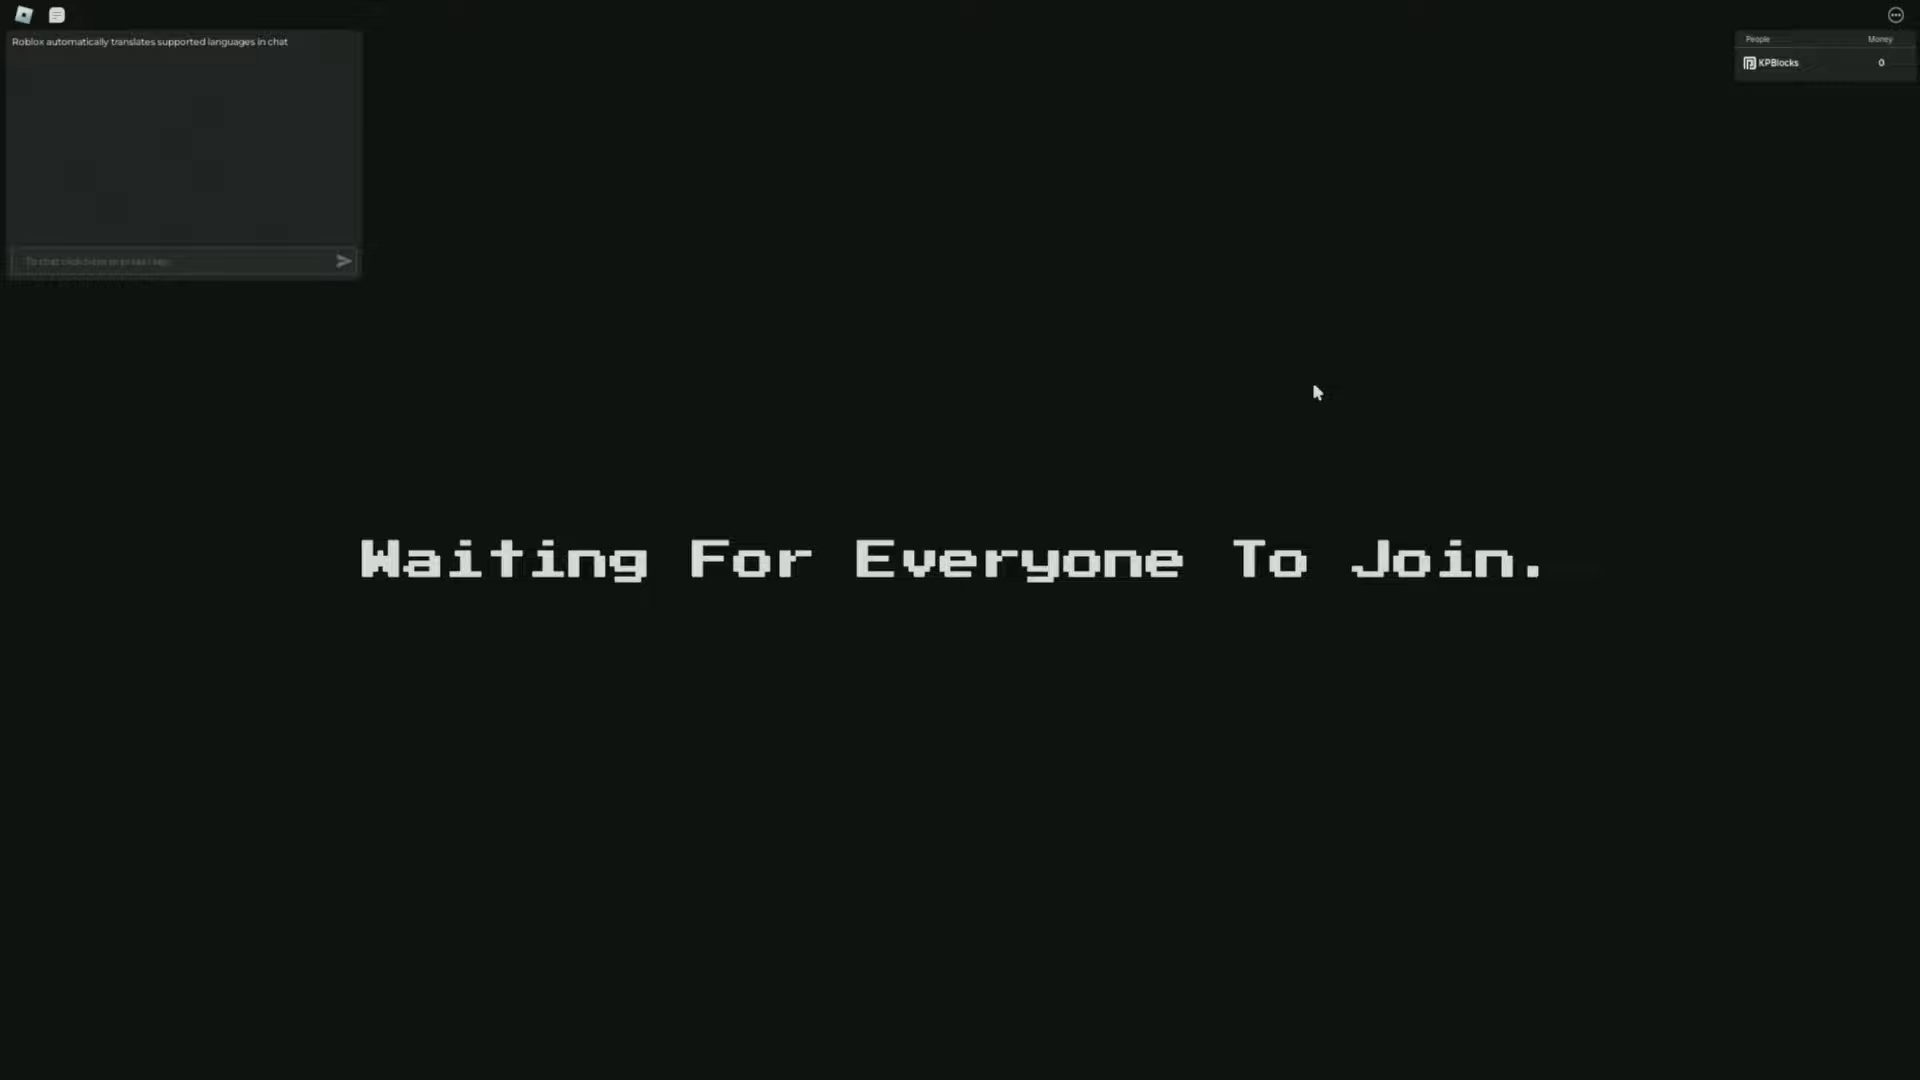 Roblox automatically translates supported languages in chat
People Money
KPBlocks 0
Waiting For Everyone To Join.